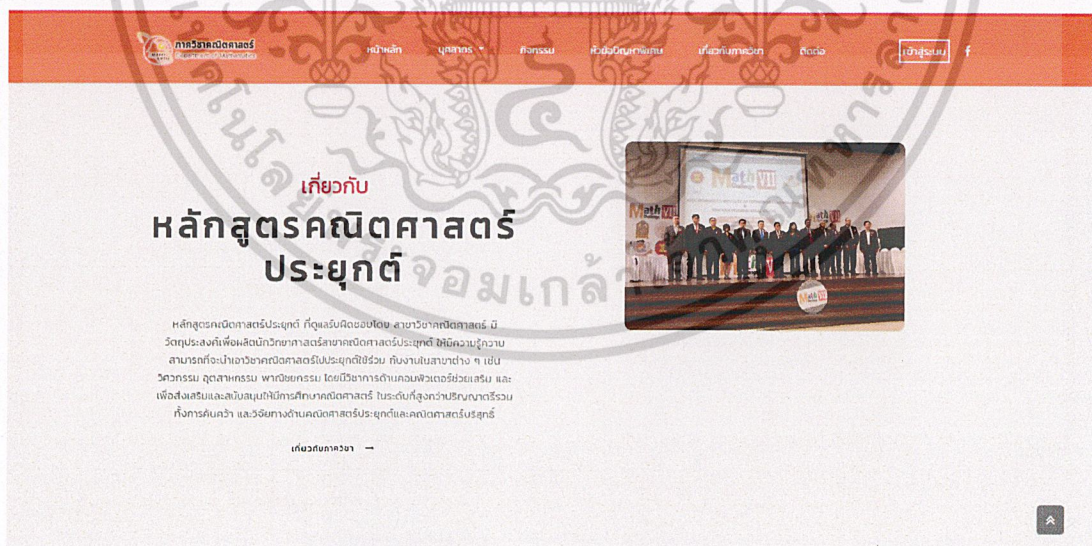 ภาควิชาคณิตศาสตร์
Department of Mathematics
หน้าหลัก บุคลากร กิจกรรม หัวข้อปัญหาพิเศษ เกี่ยวกับภาควิชา ติดต่อ เข้าสู่ระบบ f
เกี่ยวกับ
หลักสูตรคณิตศาสตร์
ประยุกต์
Math VII
Math VII
Math
Math VII
หลักสูตรคณิตศาสตร์ประยุกต์ ที่ดูแลรับผิดชอบโดย สาขาวิชาคณิตศาสตร์ มี
วัตถุประสงค์เพื่อผลิตนักวิทยาศาสตร์สาขาคณิตศาสตร์ประยุกต์ ให้มีความรู้ความ
สามารถที่จะนำเอาวิชาคณิตศาสตร์ไปประยุกต์ใช้ร่วม กับงานในสาขาต่าง ๆ เช่น
วิศวกรรม อุตสาหกรรม พาณิชยกรรม โดยมีวิชาการด้านคอมพิวเตอร์ช่วยเสริม และ
เพื่อส่งเสริมและสนับสนุนให้มีการศึกษาคณิตศาสตร์ ในระดับที่สูงกว่าปริญญาตรีรวม
ทั้งการค้นคว้า และวิจัยทางด้านคณิตศาสตร์ประยุกต์และคณิตศาสตร์บริสุทธิ์
เกี่ยวกับภาควิชา →